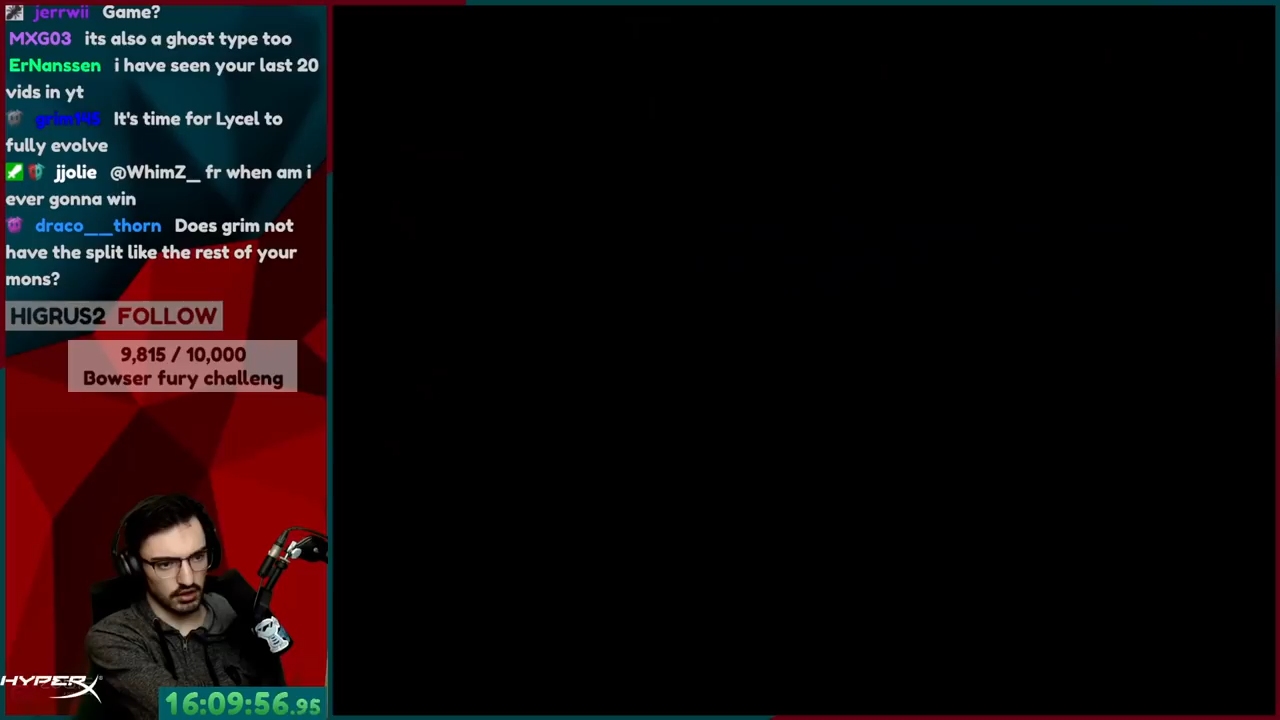 jerrwii Game?
MXG03 its also a ghost type too
ErNanssen i have seen your last 20
vids in yt
grim145 It's time for Lycel to
fully evolve
jjolie @WhimZ_ fr when am i
ever gonna win
draco__thorn Does grim not
have the split like the rest of your
mons?
HIGRUS2 FOLLOW
9,815 / 10,000
Bowser fury challeng
HYPERX
16:09:56.95